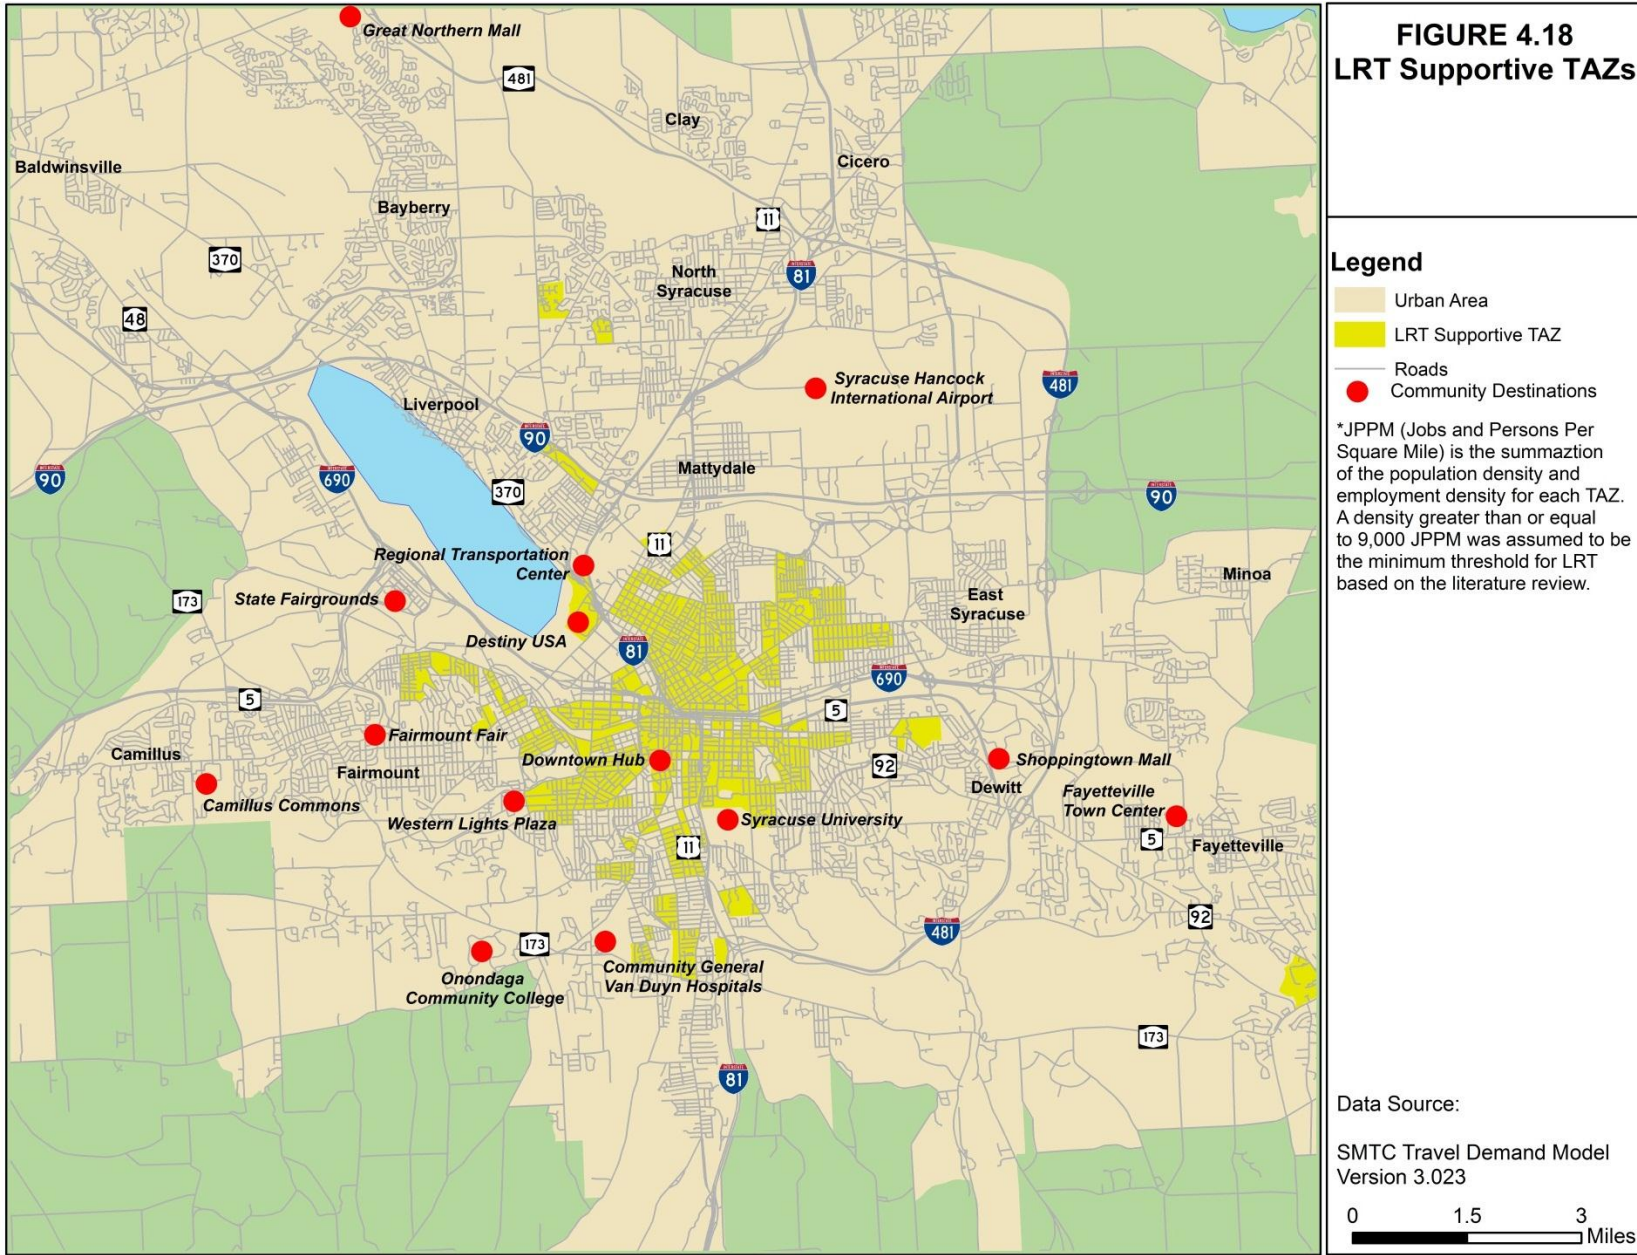 FIGURE 4.18
LRT Supportive TAZs
Great Northern Mall
481
Clay
Baldwinsville
Cicero
Bayberry
11
370
81
North
Syracuse
48
Syracuse Hancock
International Airport
481
Liverpool
90
Mattydale
90
690
370
90
11
Regional Transportation
Center
Minoa
State Fairgrounds
173
East
Syracuse
Destiny USA
81
690
5
5
Fairmount Fair
Camillus
Downtown Hub
92
Shoppingtown Mall
Fairmount
Dewitt
Fayetteville
Town Center
Camillus Commons
Western Lights Plaza
Syracuse University
5
11
Fayetteville
92
481
173
Community General
Van Duyn Hospitals
Onondaga
Community College
173
81
Legend
Urban Area
LRT Supportive TAZ
Roads
Community Destinations
*JPPM (Jobs and Persons Per
Square Mile) is the summaztion
of the population density and
employment density for each TAZ.
A density greater than or equal
to 9,000 JPPM was assumed to be
the minimum threshold for LRT
based on the literature review.
Data Source:
SMTC Travel Demand Model
Version 3.023
0 1.5 3
Miles